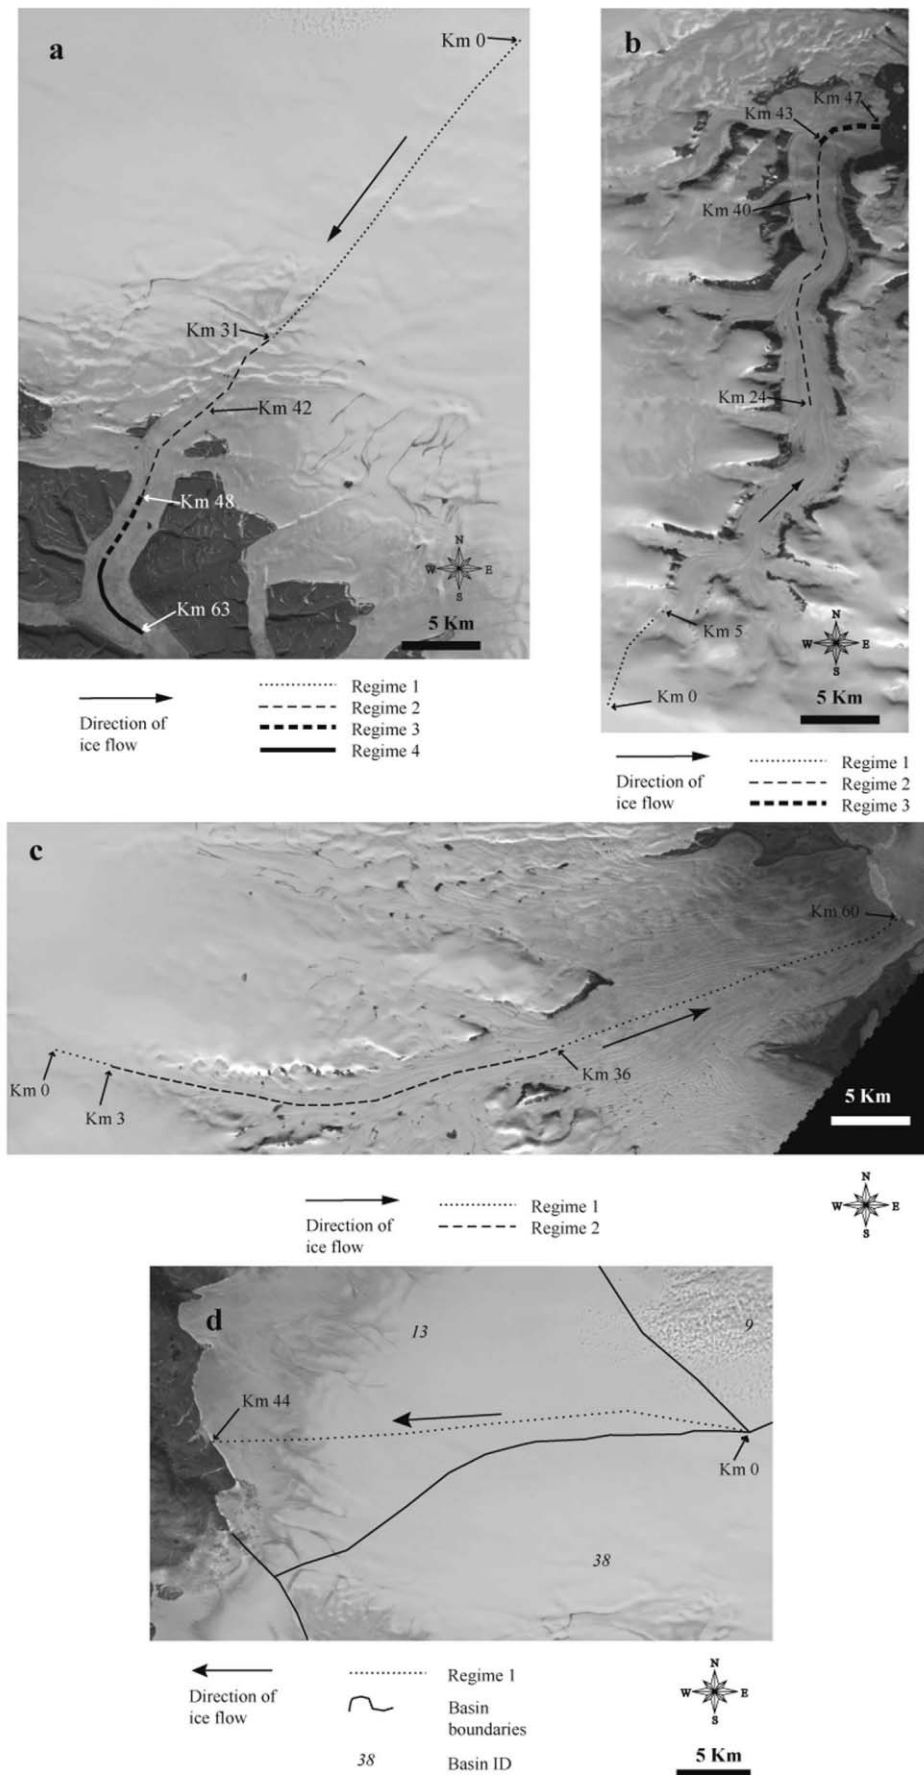 a
Km 0
Km 31
Km 42
Km 48
Km 63
N
W E
S
5 Km
Direction of
ice flow
Regime 1
Regime 2
Regime 3
Regime 4
b
Km 47
Km 43
Km 40
Km 24
Km 5
Km 0
N
W E
S
5 Km
Direction of
ice flow
Regime 1
Regime 2
Regime 3
c
Km 60
Km 0
Km 3
Km 36
5 Km
N
W E
S
Direction of
ice flow
Regime 1
Regime 2
d
13
9
Km 44
Km 0
38
Direction of
ice flow
Regime 1
Basin
boundaries
38 Basin ID
N
W E
S
5 Km